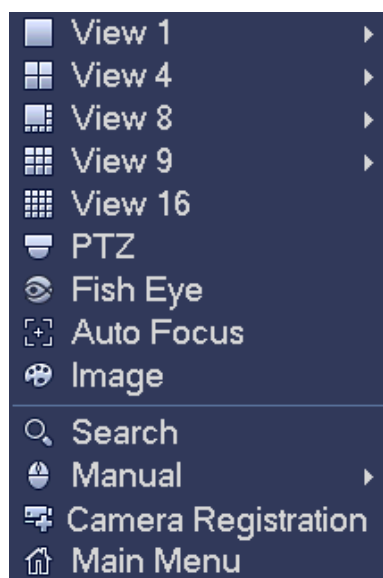 View 1
View 4
View 8
View 9
View 16
PTZ
Fish Eye
Auto Focus
Image
Search
Manual
Camera Registration
Main Menu